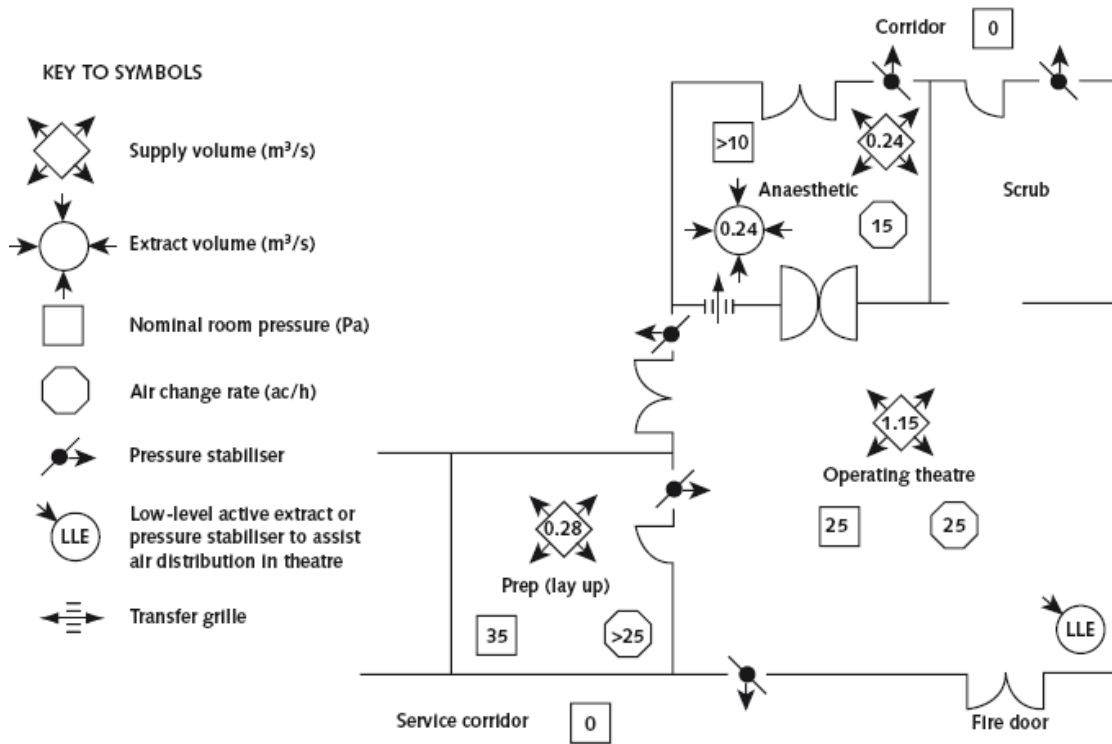 KEY TO SYMBOLS
Supply volume (m³/s)
Extract volume (m³/s)
Nominal room pressure (Pa)
Air change rate (ac/h)
Pressure stabiliser
LLE
Low-level active extract or
pressure stabiliser to assist
air distribution in theatre
Transfer grille
Corridor
0
>10
0.24
Anaesthetic
0.24
15
Scrub
1.15
Operating theatre
25
25
0.28
Prep (lay up)
35
>25
LLE
Service corridor
0
Fire door